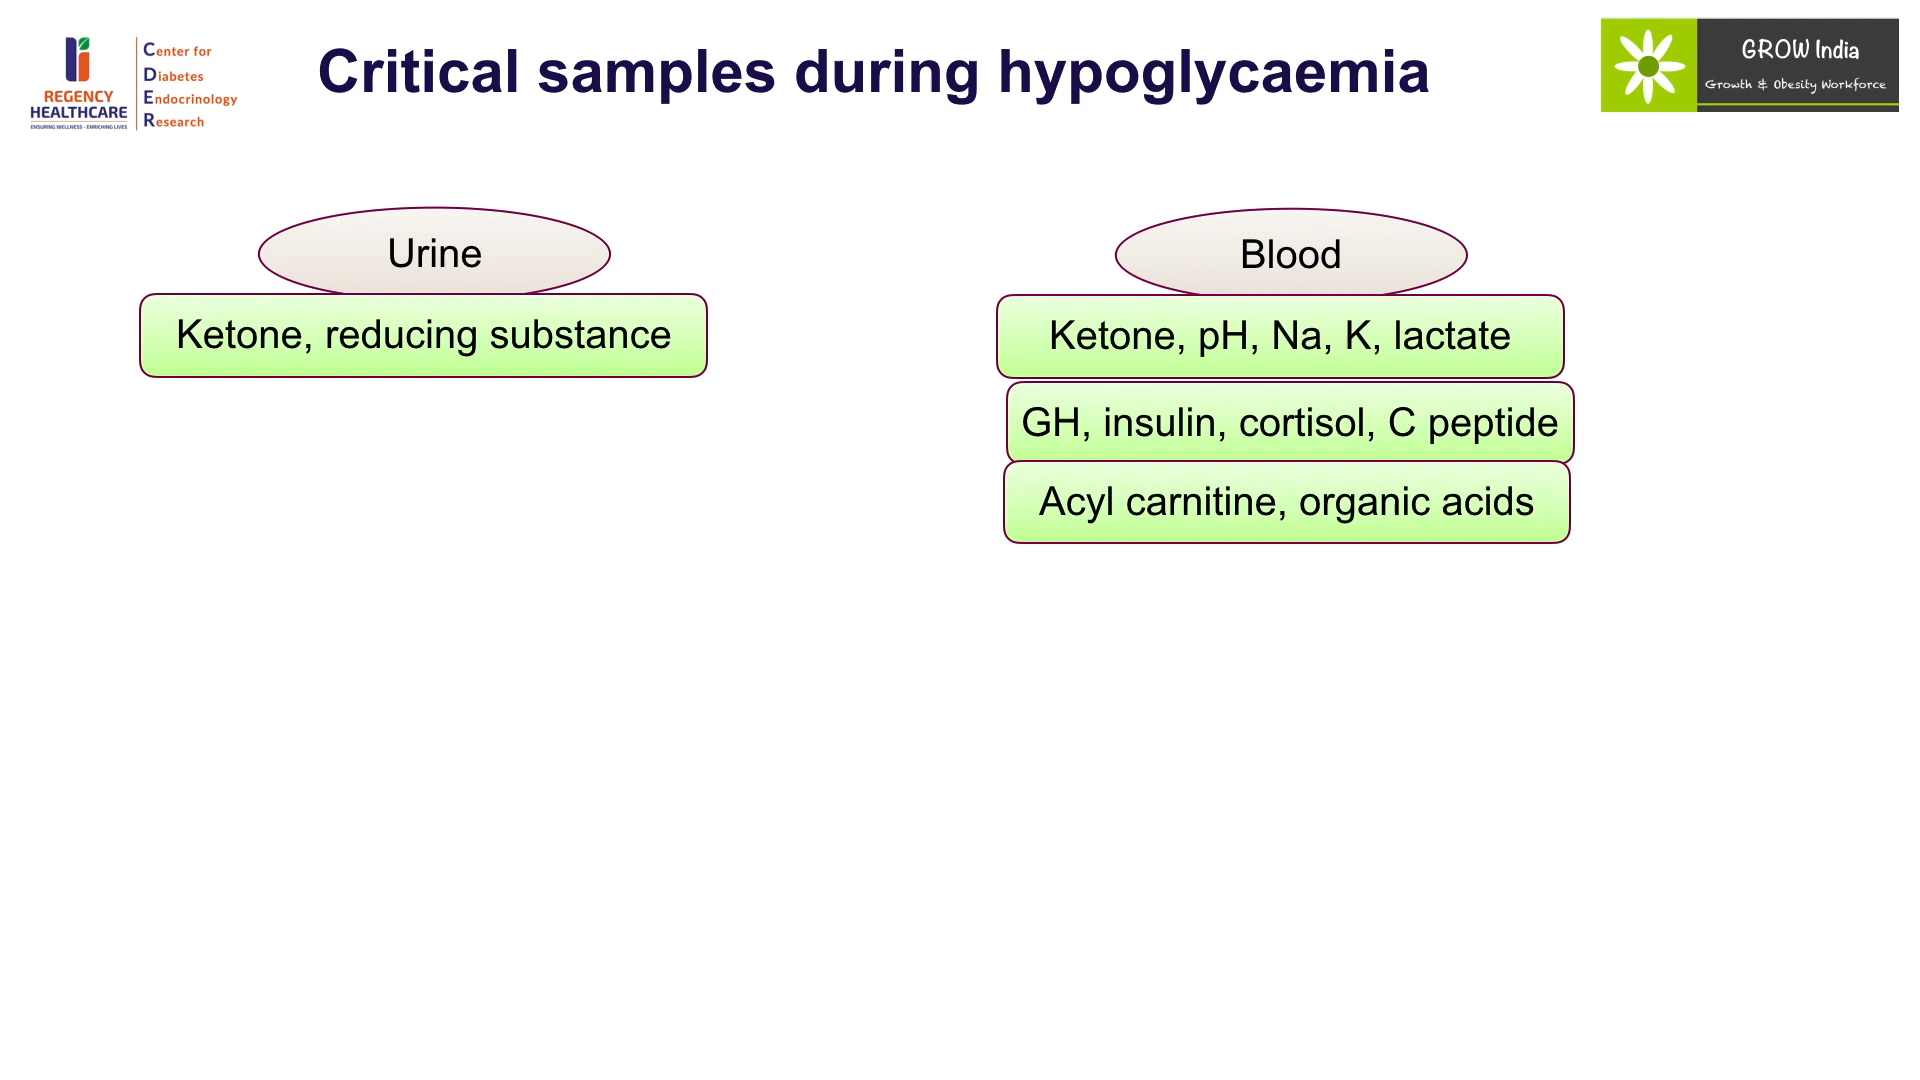 REGENCY
HEALTHCARE
ENSURING WELLNESS - ENRICHING LIVES
Center for
Diabetes
Endocrinology
Research
Critical samples during hypoglycaemia
GROW India
Growth & Obesity Workforce
Urine
Ketone, reducing substance
Blood
Ketone, pH, Na, K, lactate
GH, insulin, cortisol, C peptide
Acyl carnitine, organic acids